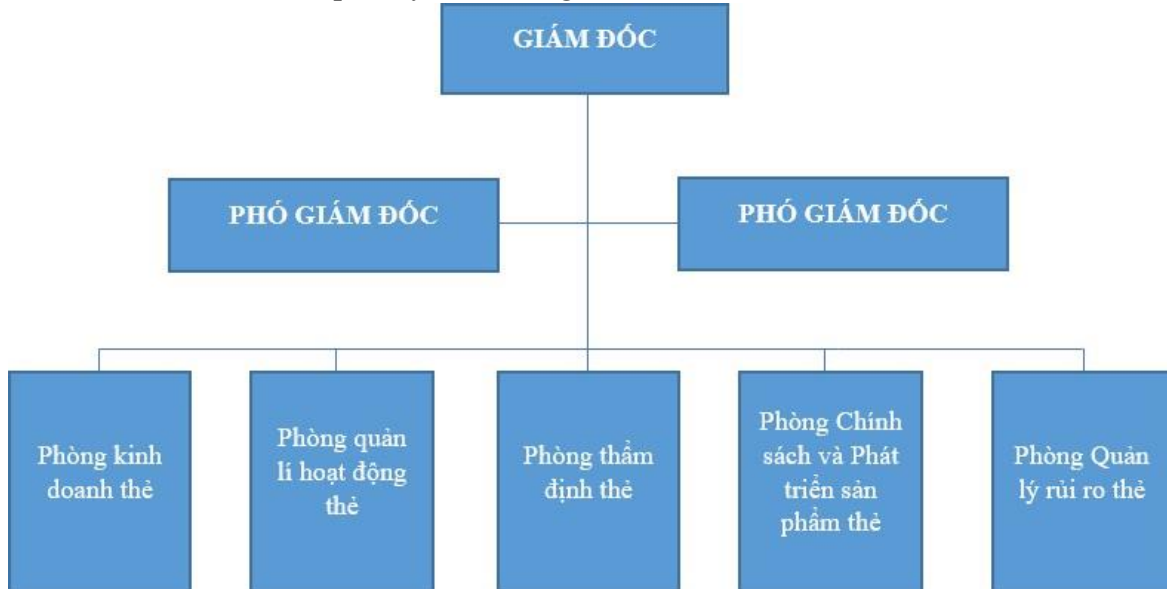 GIÁM ĐỐC
PHÓ GIÁM ĐỐC
PHÓ GIÁM ĐỐC
Phòng kinh
doanh thẻ
Phòng quản
lí hoạt động
thẻ
Phòng thẩm
định thẻ
Phòng Chính
sách và Phát
triển sản
phẩm thẻ
Phòng Quản
lý rủi ro thẻ